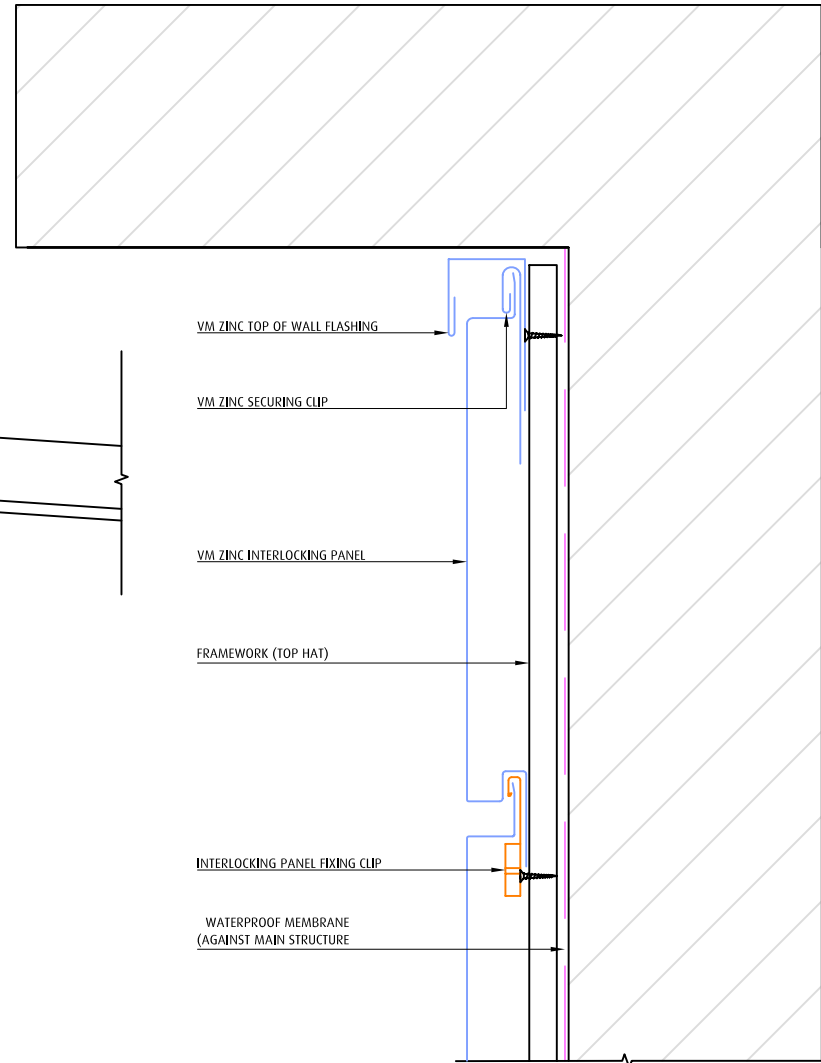 VM ZINC TOP OF WALL FLASHING
VM ZINC SECURING CLIP
VM ZINC INTERLOCKING PANEL
FRAMEWORK (TOP HAT)
INTERLOCKING PANEL FIXING CLIP
WATERPROOF MEMBRANE
(AGAINST MAIN STRUCTURE